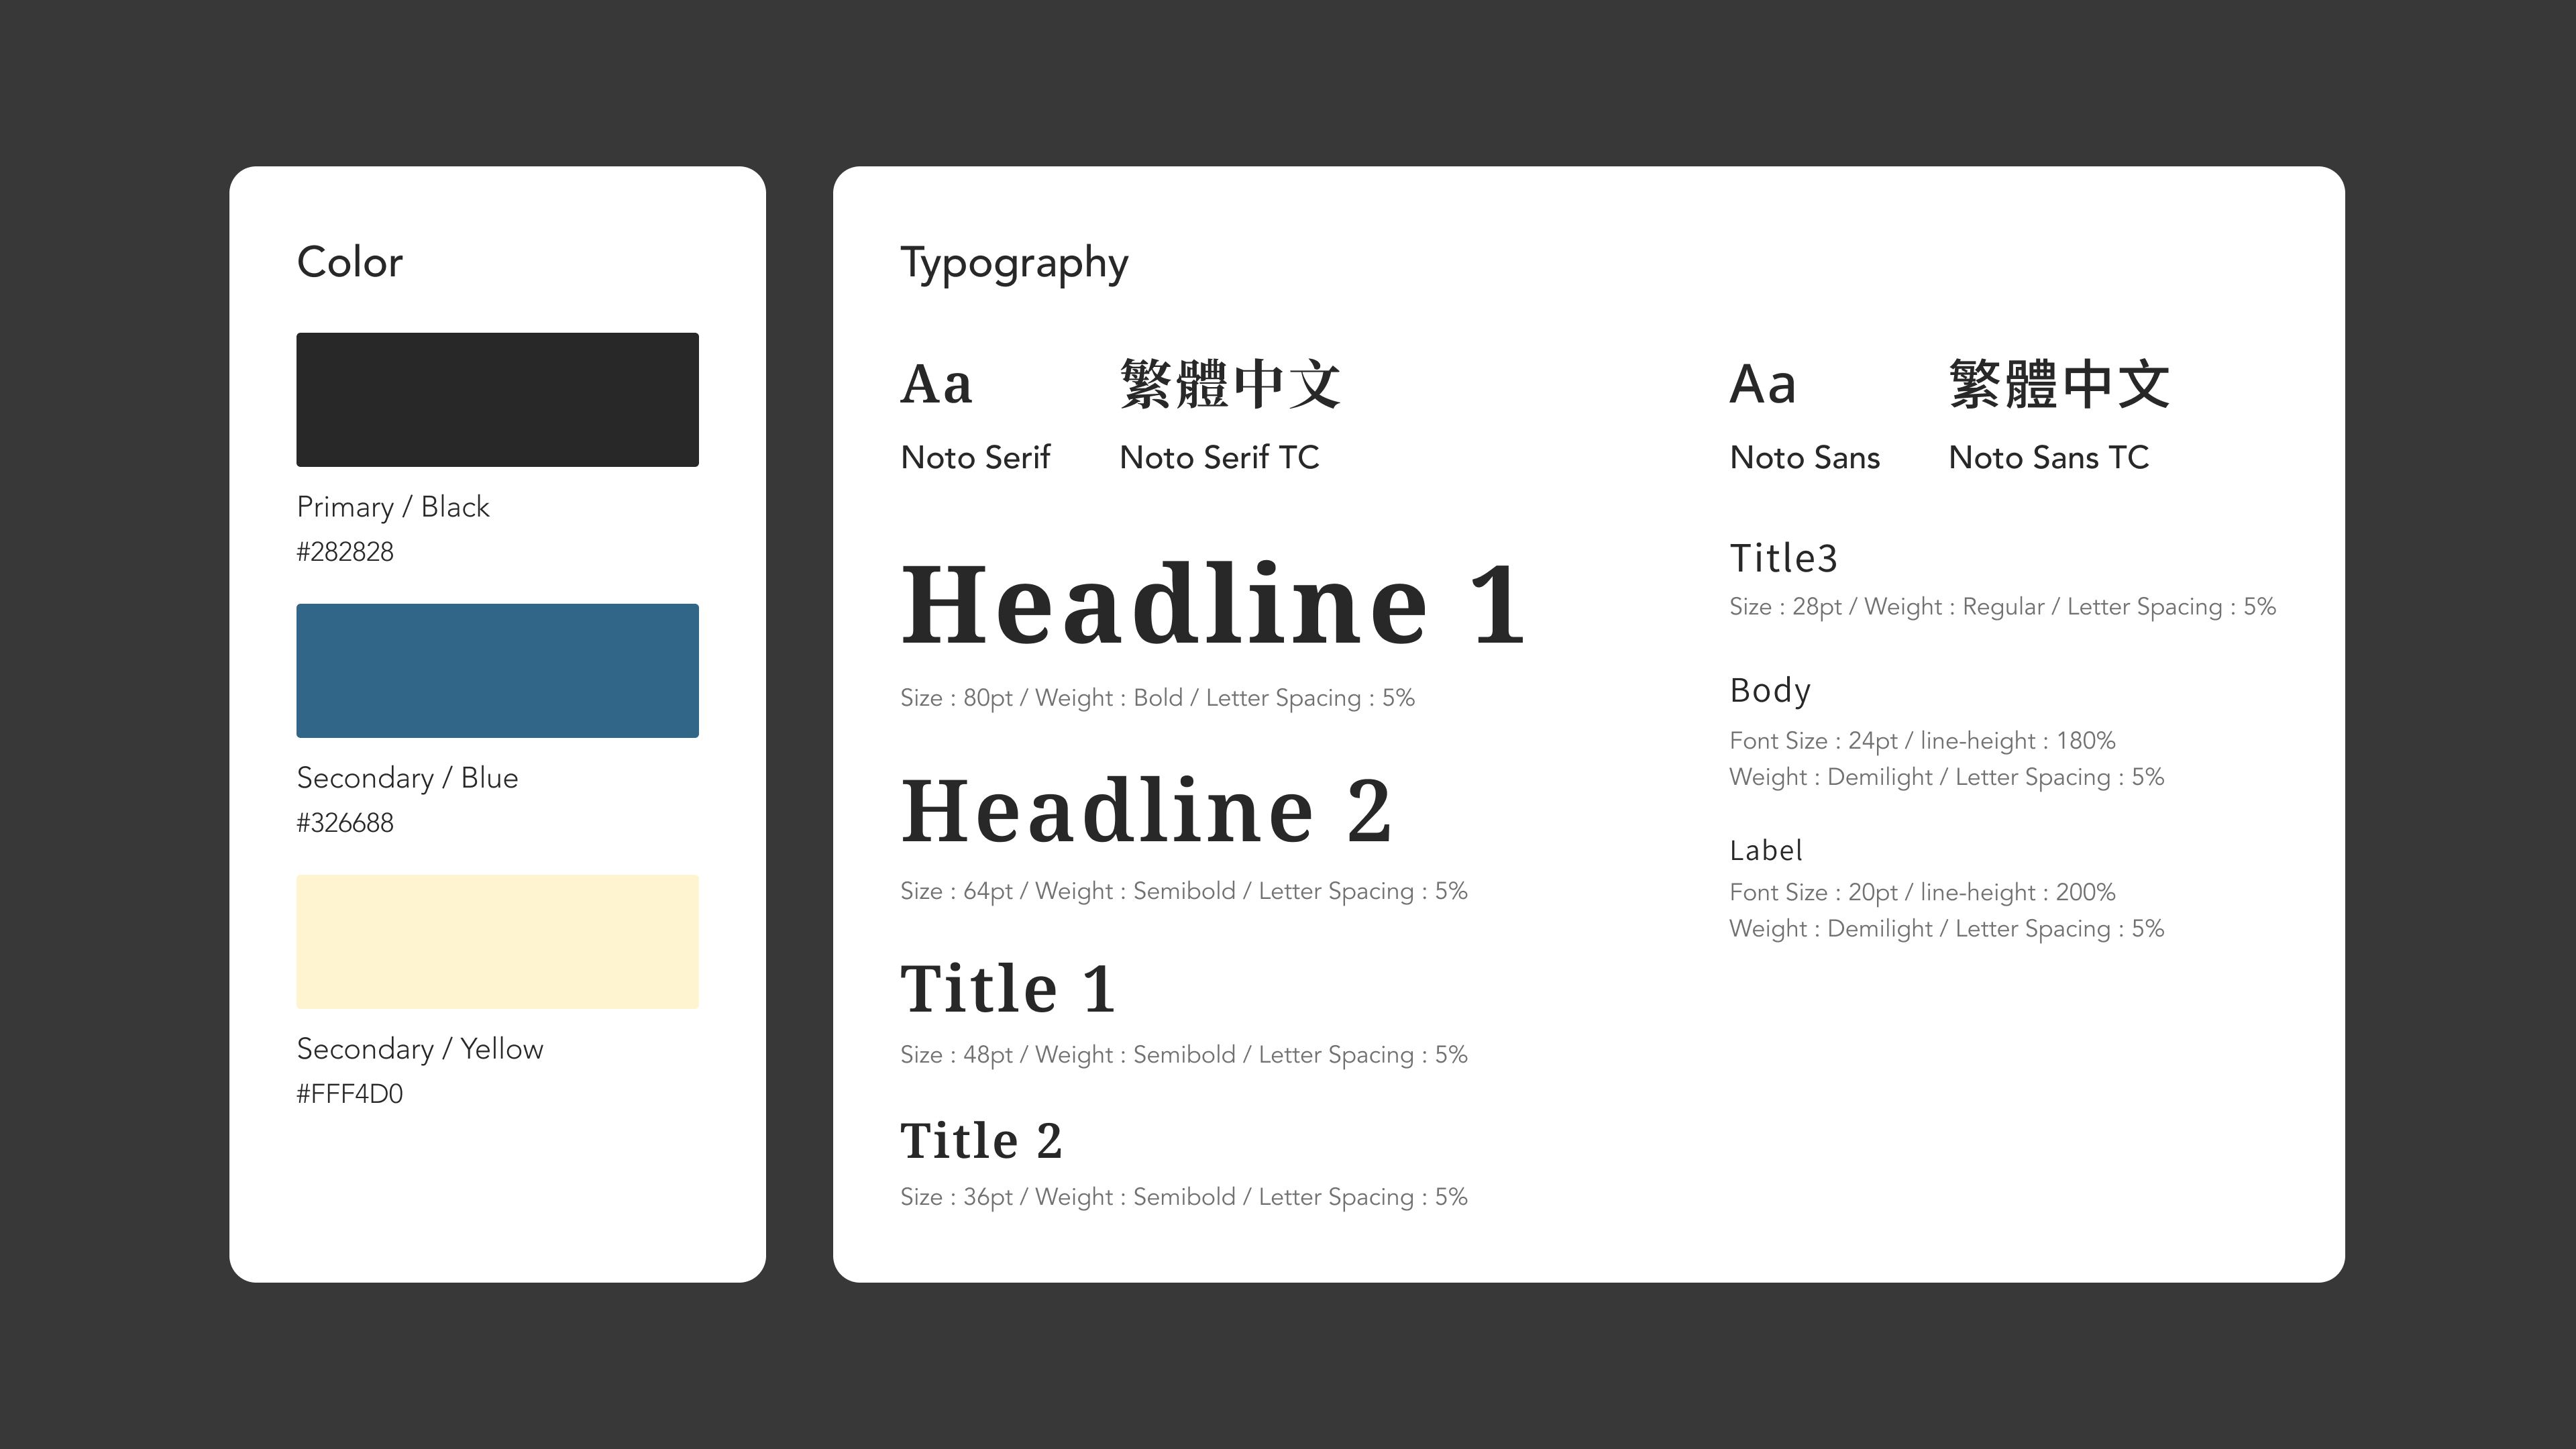 Color
Primary / Black
#282828
Secondary / Blue
#326688
Secondary / Yellow
#FFF4D0
Typography
Aa 繁體中文
Noto Serif Noto Serif TC
Headline 1
Size : 80pt / Weight : Bold / Letter Spacing : 5%
Headline 2
Size : 64pt / Weight : Semibold / Letter Spacing : 5%
Title 1
Size : 48pt / Weight : Semibold / Letter Spacing : 5%
Title 2
Size : 36pt / Weight : Semibold / Letter Spacing : 5%
Aa 繁體中文
Noto Sans Noto Sans TC
Title3
Size : 28pt / Weight : Regular / Letter Spacing : 5%
Body
Font Size : 24pt / line-height : 180%
Weight : Demilight / Letter Spacing : 5%
Label
Font Size : 20pt / line-height : 200%
Weight : Demilight / Letter Spacing : 5%